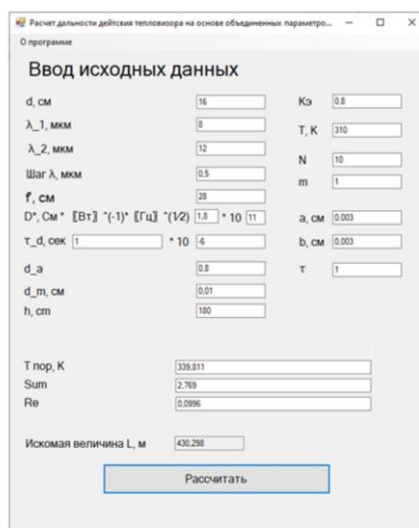 Расчет дальности дейтсвия тепловизора на основе объединенных параметро...
О программе
Ввод исходных данных
d, см 16 Kэ 0,8
λ_1, мкм 8 T, K 310
λ_2, мкм 12
Шаг λ, мкм 0,5 N 10
f', см 28 m 1
D*, См * 〖Вт〗^(-1)* 〖Гц〗^(1⁄2) 1,8 * 10 11 a, см 0,003
τ_d, сек 1 * 10 -6 b, см 0,003
d_a 0,8 τ 1
d_m, см 0,01
h, cm 180
T пор, K 339,811
Sum 2,769
Re 0,0996
Искомая величина L, м 430,298
Рассчитать